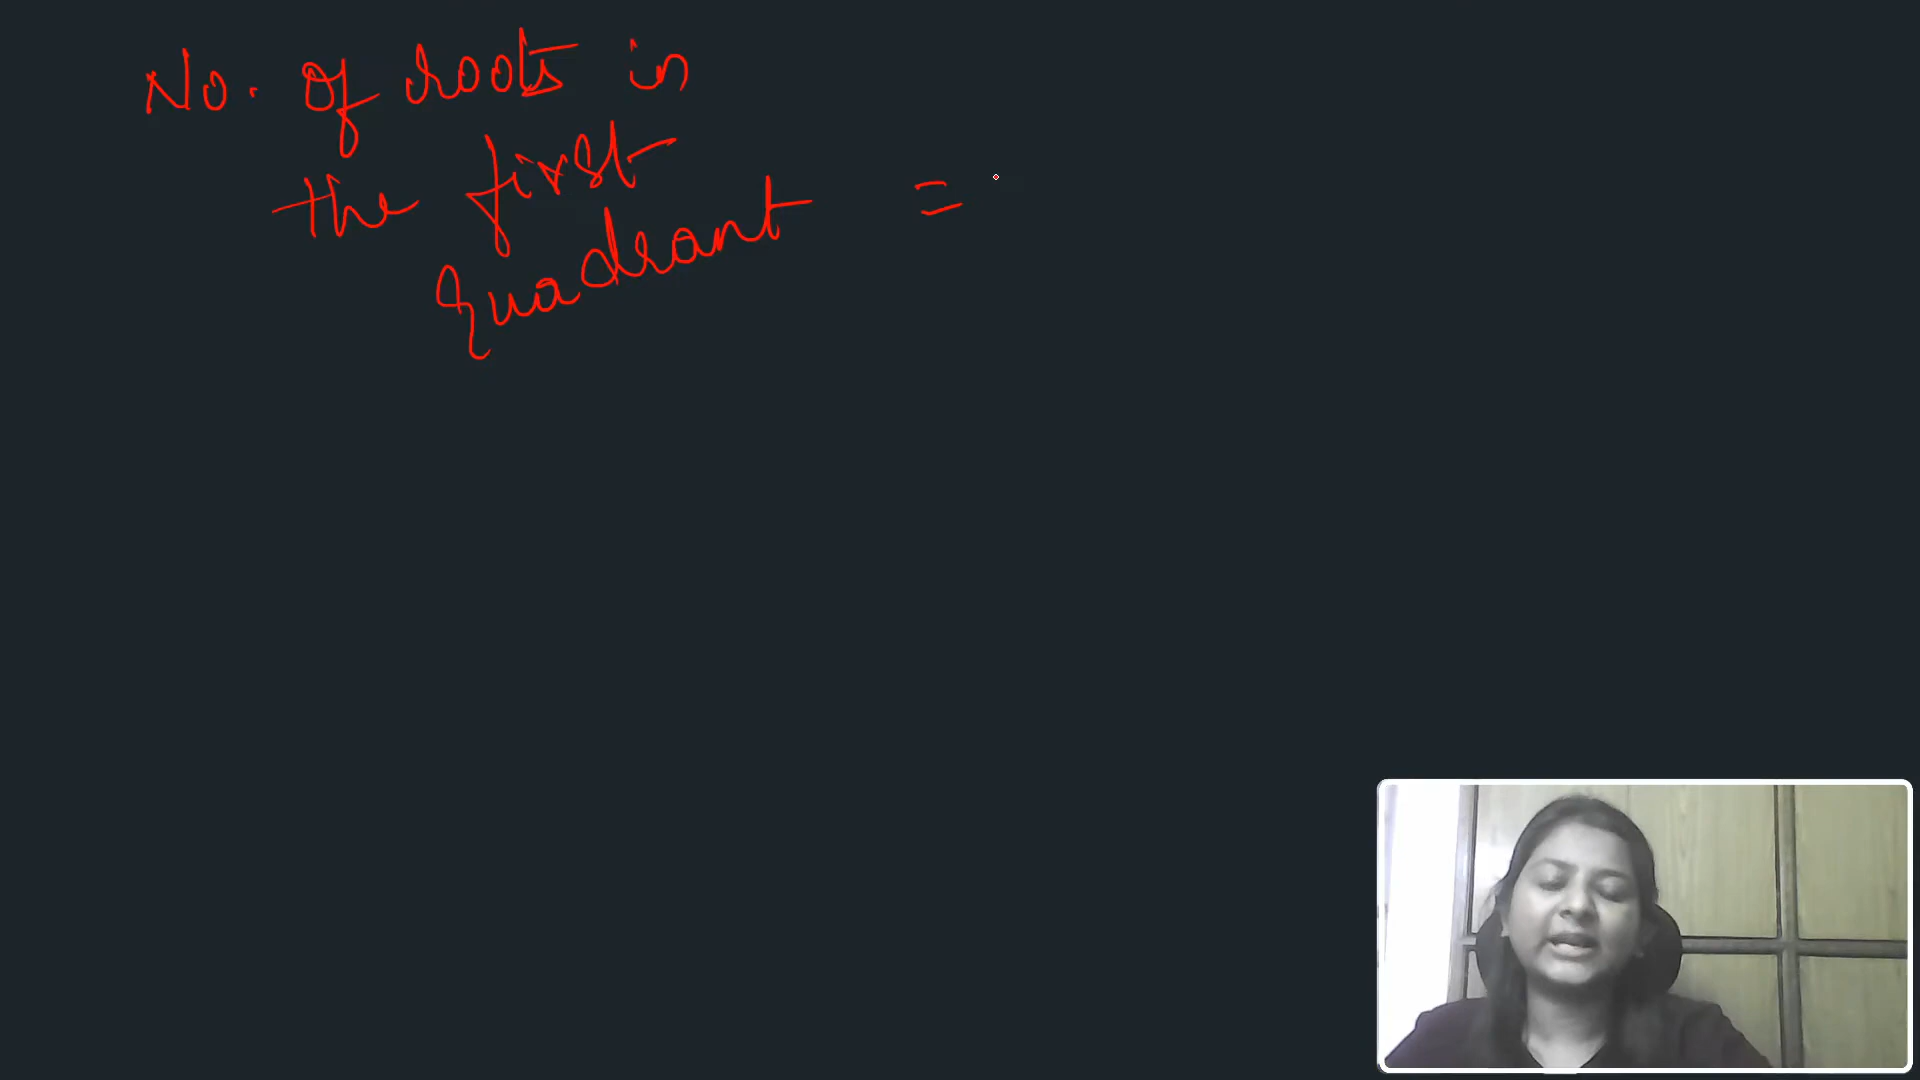 No. of roots in
the first
quadrant =